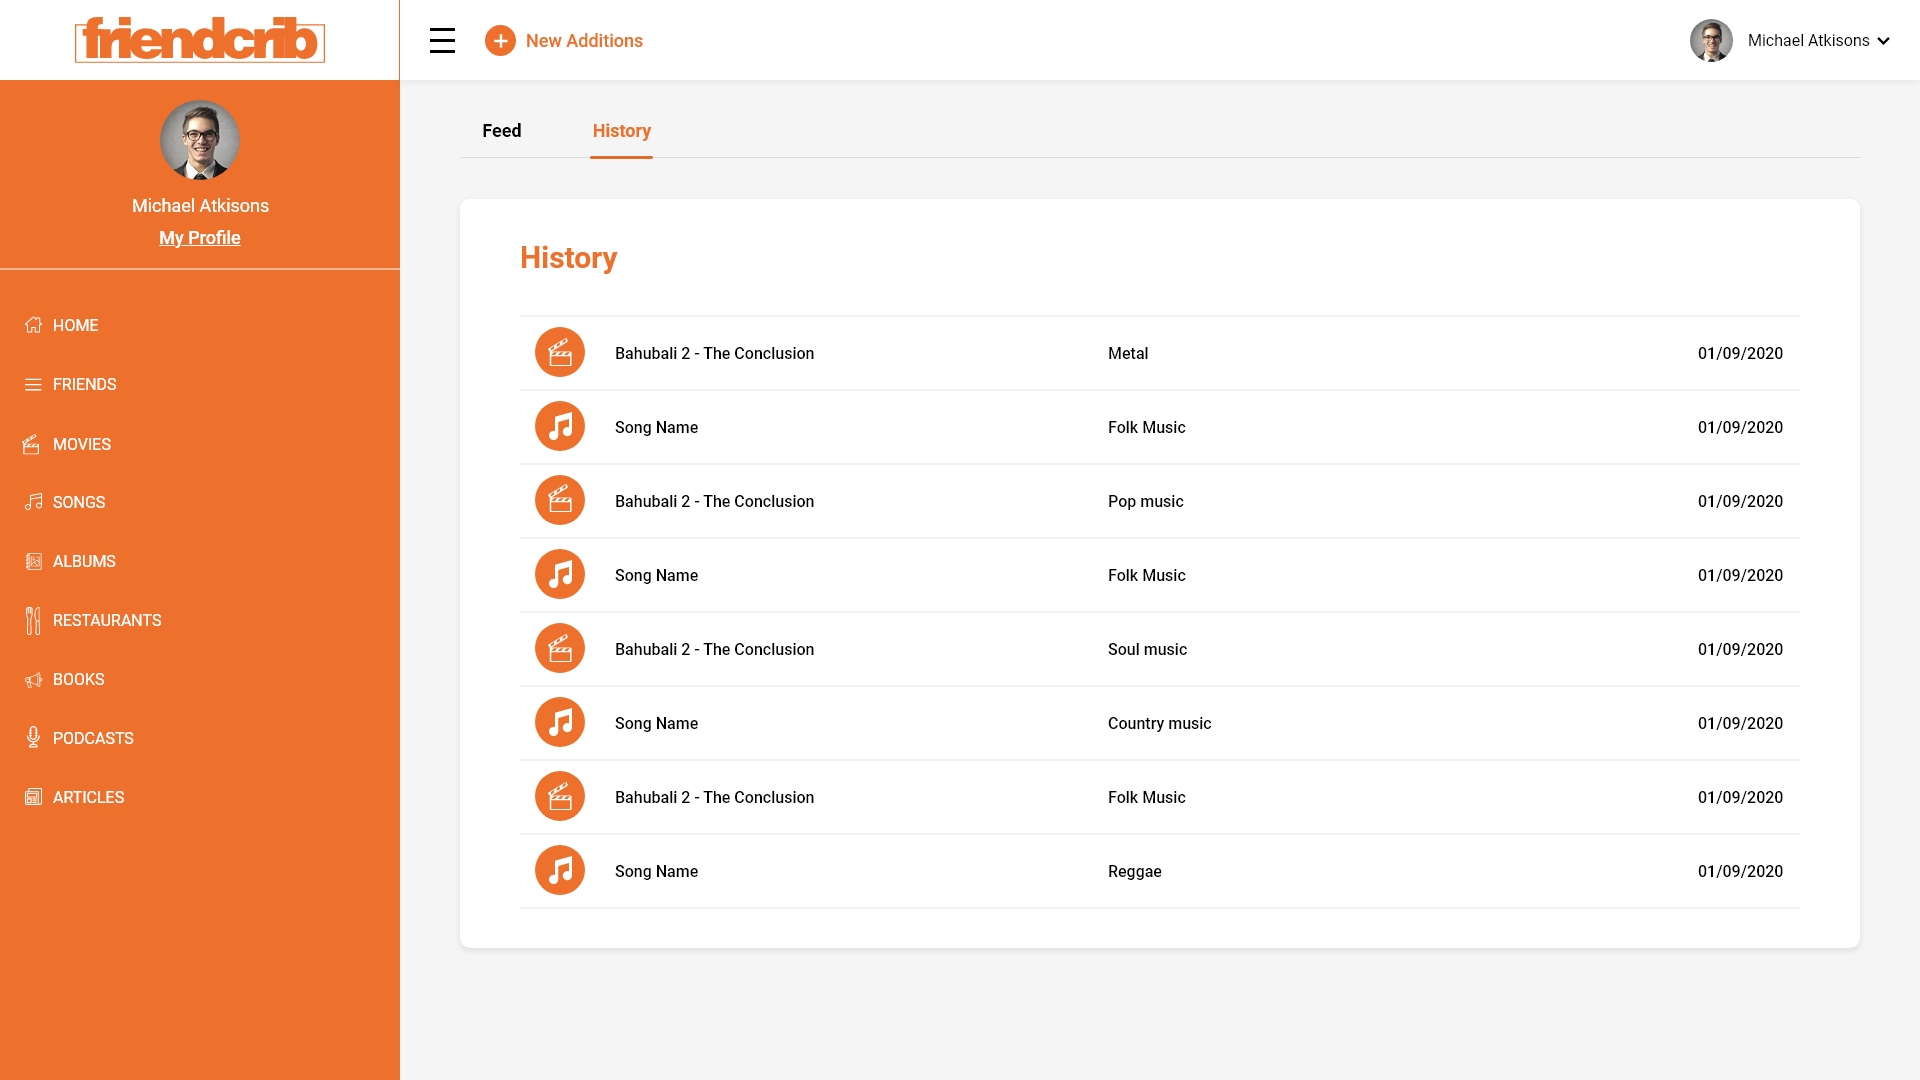 friendcrib
New Additions
Michael Atkisons
Michael Atkisons
My Profile
HOME
FRIENDS
MOVIES
SONGS
ALBUMS
RESTAURANTS
BOOKS
PODCASTS
ARTICLES
Feed History
History
Bahubali 2 - The Conclusion Metal 01/09/2020
Song Name Folk Music 01/09/2020
Bahubali 2 - The Conclusion Pop music 01/09/2020
Song Name Folk Music 01/09/2020
Bahubali 2 - The Conclusion Soul music 01/09/2020
Song Name Country music 01/09/2020
Bahubali 2 - The Conclusion Folk Music 01/09/2020
Song Name Reggae 01/09/2020